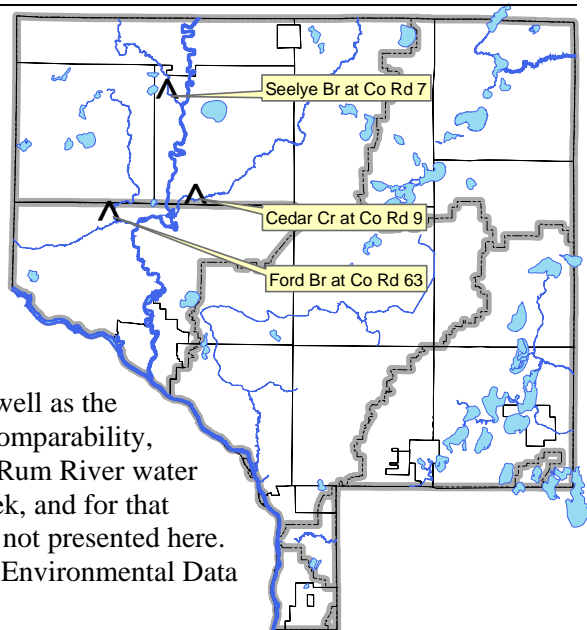 Seelye Br at Co Rd 7
Cedar Cr at Co Rd 9
Ford Br at Co Rd 63
well as the
omparability,
Rum River water
ek, and for that
not presented here.
Environmental Data